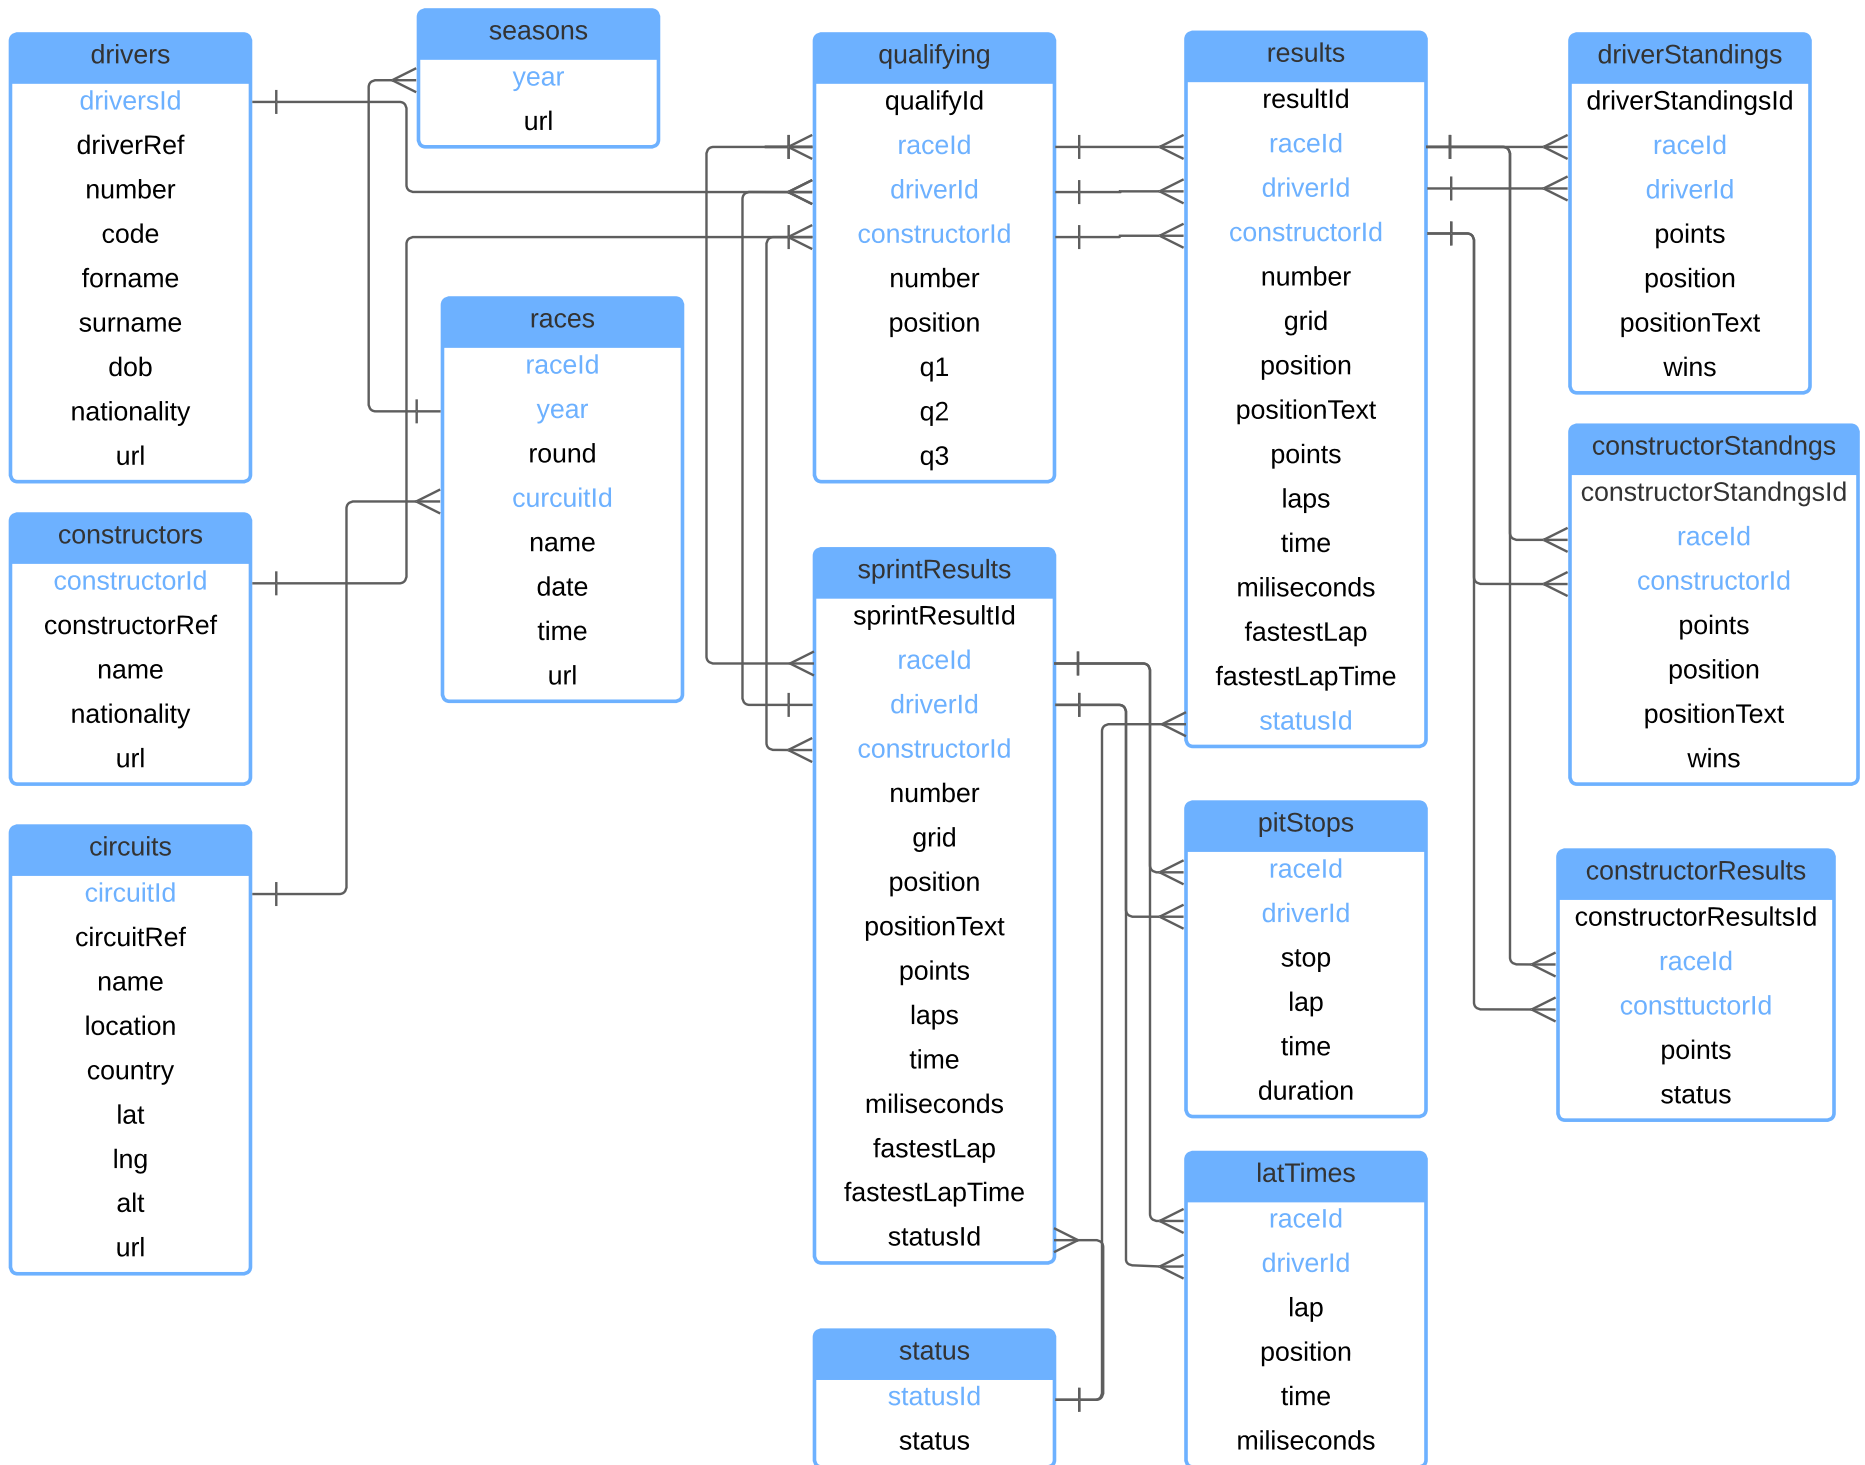 drivers
driversId
driverRef
number
code
forname
surname
dob
nationality
url
constructors
constructorId
constructorRef
name
nationality
url
circuits
circuitId
circuitRef
name
location
country
lat
lng
alt
url
seasons
year
url
races
raceId
year
round
curcuitId
name
date
time
url
qualifying
qualifyId
raceId
driverId
constructorId
number
position
q1
q2
q3
sprintResults
sprintResultId
raceId
driverId
constructorId
number
grid
position
positionText
points
laps
time
miliseconds
fastestLap
fastestLapTime
statusId
status
statusId
status
results
resultId
raceId
driverId
constructorId
number
grid
position
positionText
points
laps
time
miliseconds
fastestLap
fastestLapTime
statusId
pitStops
raceId
driverId
stop
lap
time
duration
latTimes
raceId
driverId
lap
position
time
miliseconds
driverStandings
driverStandingsId
raceId
driverId
points
position
positionText
wins
constructorStandngs
constructorStandngsId
raceId
constructorId
points
position
positionText
wins
constructorResults
constructorResultsId
raceId
consttuctorId
points
status